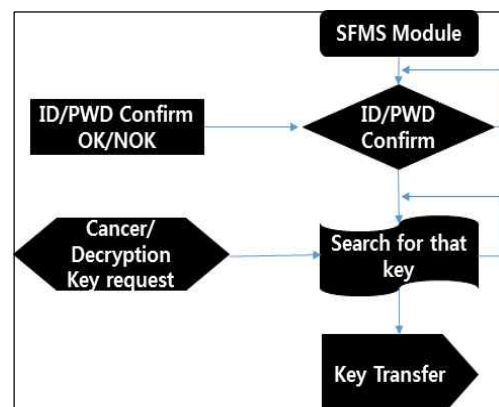 SFMS Module
ID/PWD Confirm
OK/NOK
ID/PWD
Confirm
Cancer/
Decryption
Key request
Search for that
key
Key Transfer